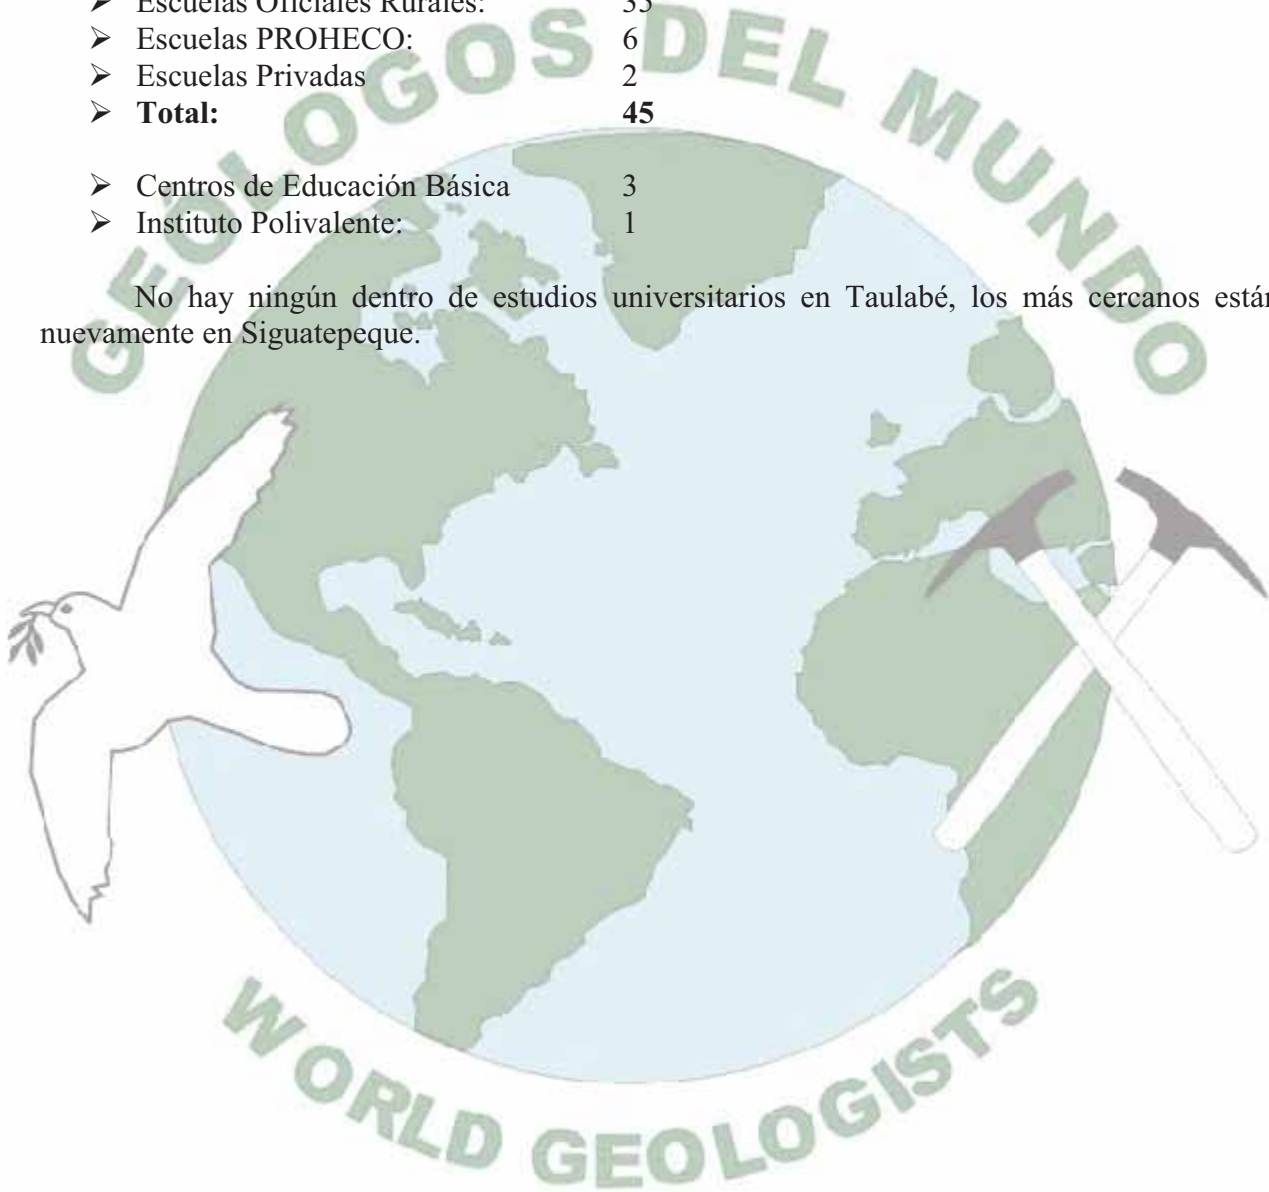 ➢ Escuelas Oficiales Rurales: 35
➢ Escuelas PROHECO: 6
➢ Escuelas Privadas 2
➢ Total: 45
➢ Centros de Educación Básica 3
➢ Instituto Polivalente: 1
No hay ningún dentro de estudios universitarios en Taulabé, los más cercanos están
nuevamente en Siguatepeque.
GEOLOGOS DEL MUNDO
WORLD GEOLOGISTS